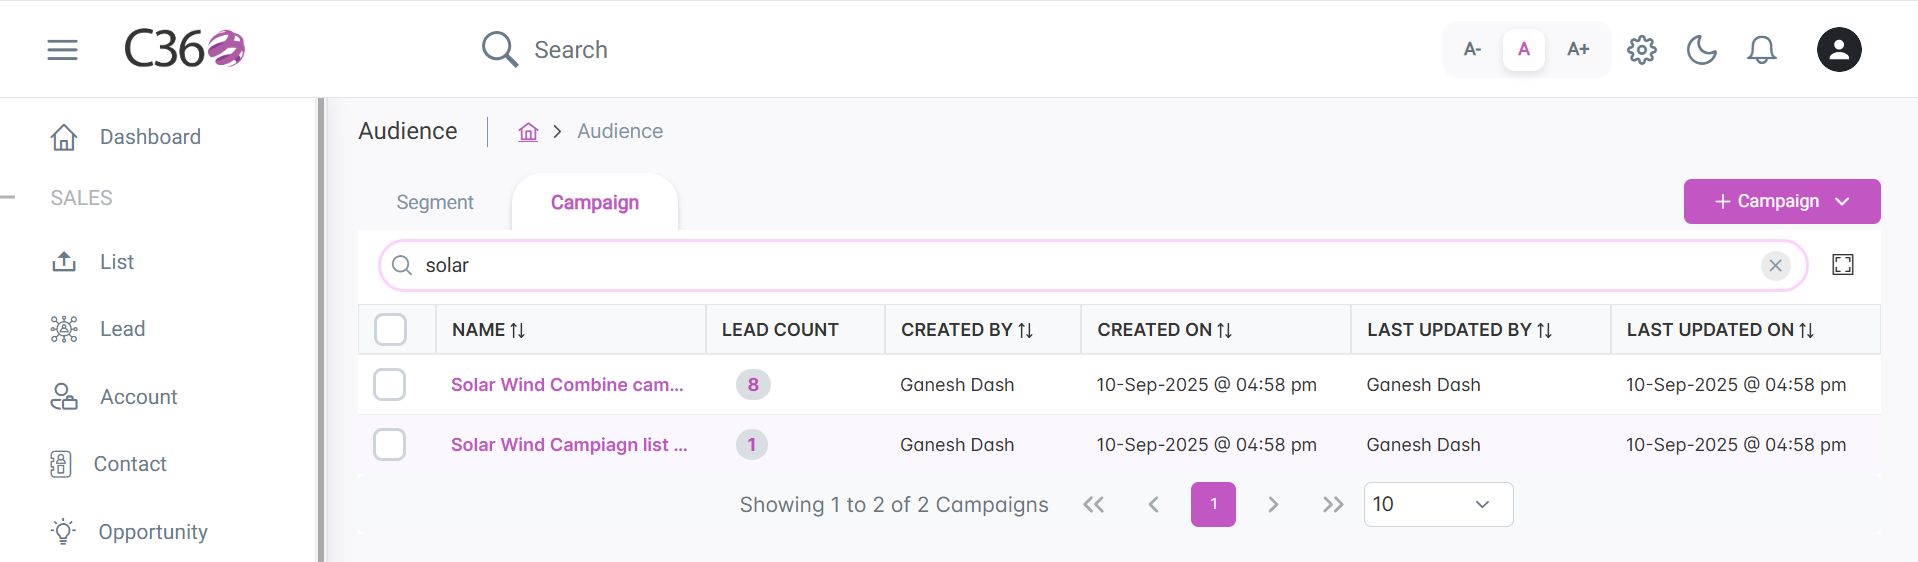 C36
Search
A- A A+
Dashboard
SALES
List
Lead
Account
Contact
Opportunity
Audience
Audience
Segment Campaign
+ Campaign
solar
NAME LEAD COUNT CREATED BY CREATED ON LAST UPDATED BY LAST UPDATED ON
Solar Wind Combine cam... 8 Ganesh Dash 10-Sep-2025 @ 04:58 pm Ganesh Dash 10-Sep-2025 @ 04:58 pm
Solar Wind Campiagn list ... 1 Ganesh Dash 10-Sep-2025 @ 04:58 pm Ganesh Dash 10-Sep-2025 @ 04:58 pm
Showing 1 to 2 of 2 Campaigns 1 10